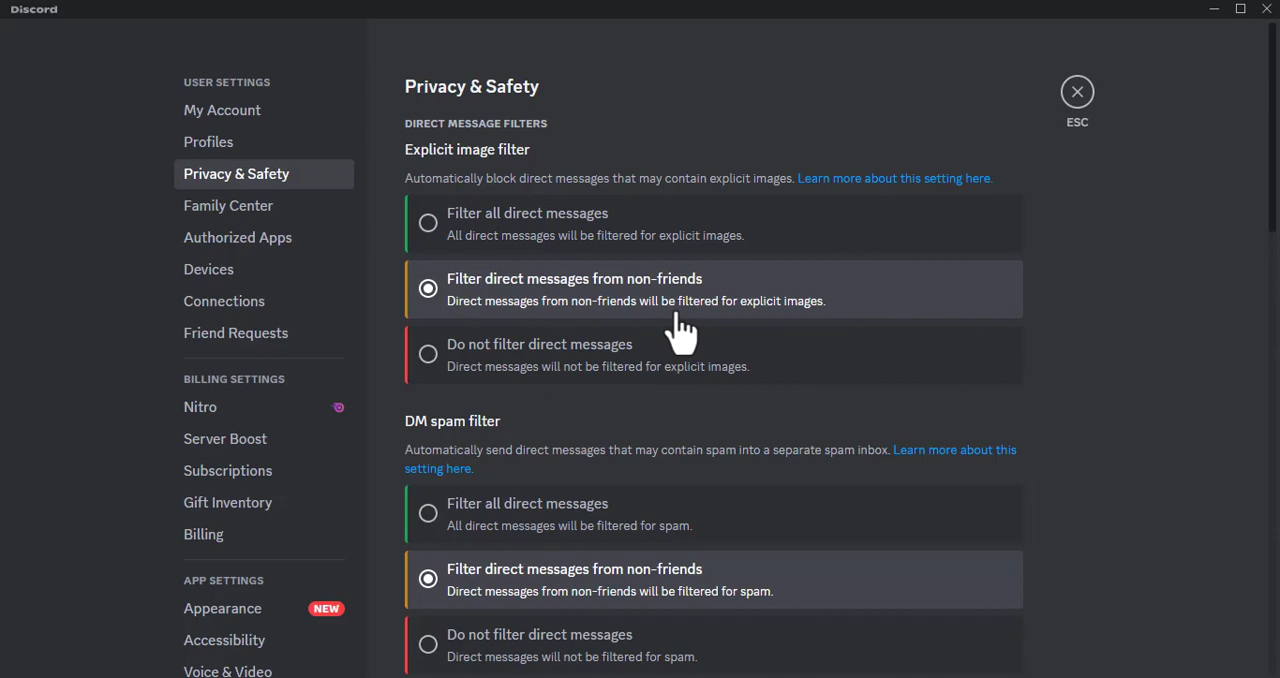 Discord
USER SETTINGS
My Account
Profiles
Privacy & Safety
Family Center
Authorized Apps
Devices
Connections
Friend Requests
BILLING SETTINGS
Nitro
Server Boost
Subscriptions
Gift Inventory
Billing
APP SETTINGS
Appearance NEW
Accessibility
Voice & Video
Privacy & Safety
ESC
DIRECT MESSAGE FILTERS
Explicit image filter
Automatically block direct messages that may contain explicit images. Learn more about this setting here.
Filter all direct messages
All direct messages will be filtered for explicit images.
Filter direct messages from non-friends
Direct messages from non-friends will be filtered for explicit images.
Do not filter direct messages
Direct messages will not be filtered for explicit images.
DM spam filter
Automatically send direct messages that may contain spam into a separate spam inbox. Learn more about this
setting here.
Filter all direct messages
All direct messages will be filtered for spam.
Filter direct messages from non-friends
Direct messages from non-friends will be filtered for spam.
Do not filter direct messages
Direct messages will not be filtered for spam.